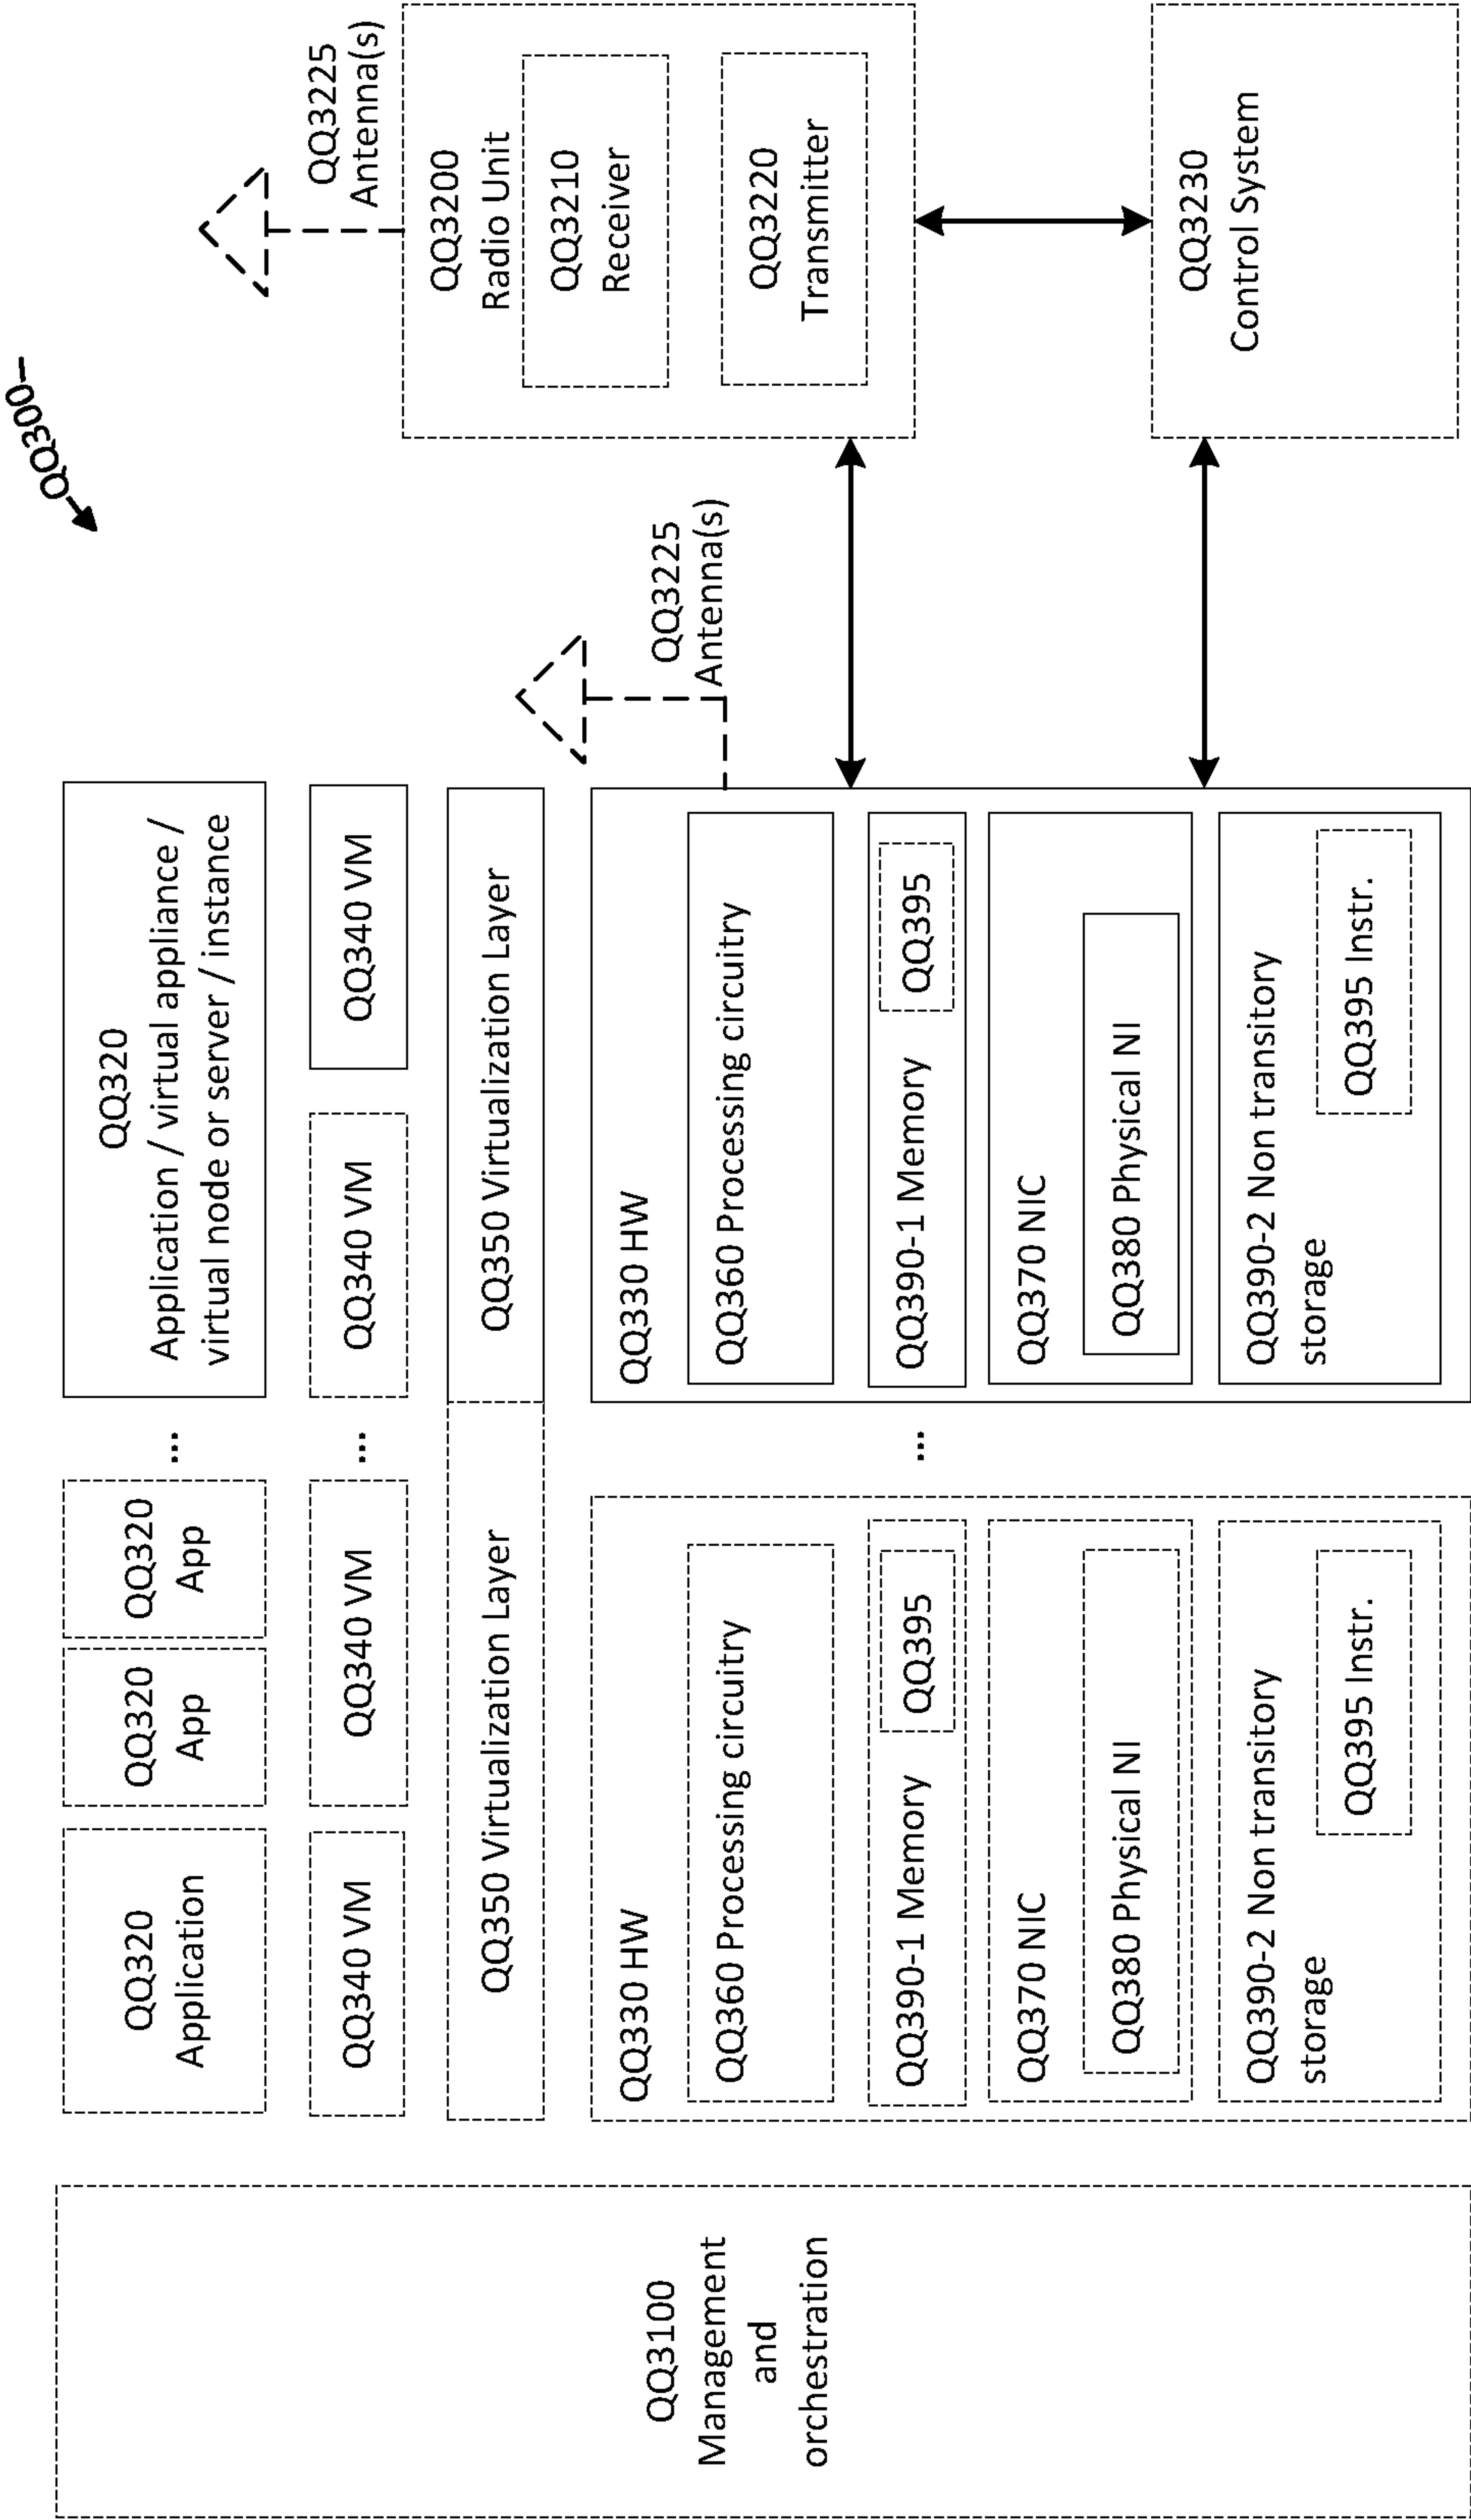 QQ300
QQ3100
Management
and
orchestration
QQ320
Application
QQ320
App
QQ320
App
...
QQ320
Application / virtual appliance /
virtual node or server / instance
QQ340 VM
QQ340 VM
...
QQ340 VM
QQ340 VM
QQ350 Virtualization Layer
QQ350 Virtualization Layer
QQ330 HW
QQ360 Processing circuitry
QQ390-1 Memory
QQ395
QQ370 NIC
QQ380 Physical NI
QQ390-2 Non transitory
storage
QQ395 Instr.
...
QQ330 HW
QQ360 Processing circuitry
QQ390-1 Memory
QQ395
QQ370 NIC
QQ380 Physical NI
QQ390-2 Non transitory
storage
QQ395 Instr.
QQ3225
Antenna(s)
QQ3225
Antenna(s)
QQ3200
Radio Unit
QQ3210
Receiver
QQ3220
Transmitter
QQ3230
Control System